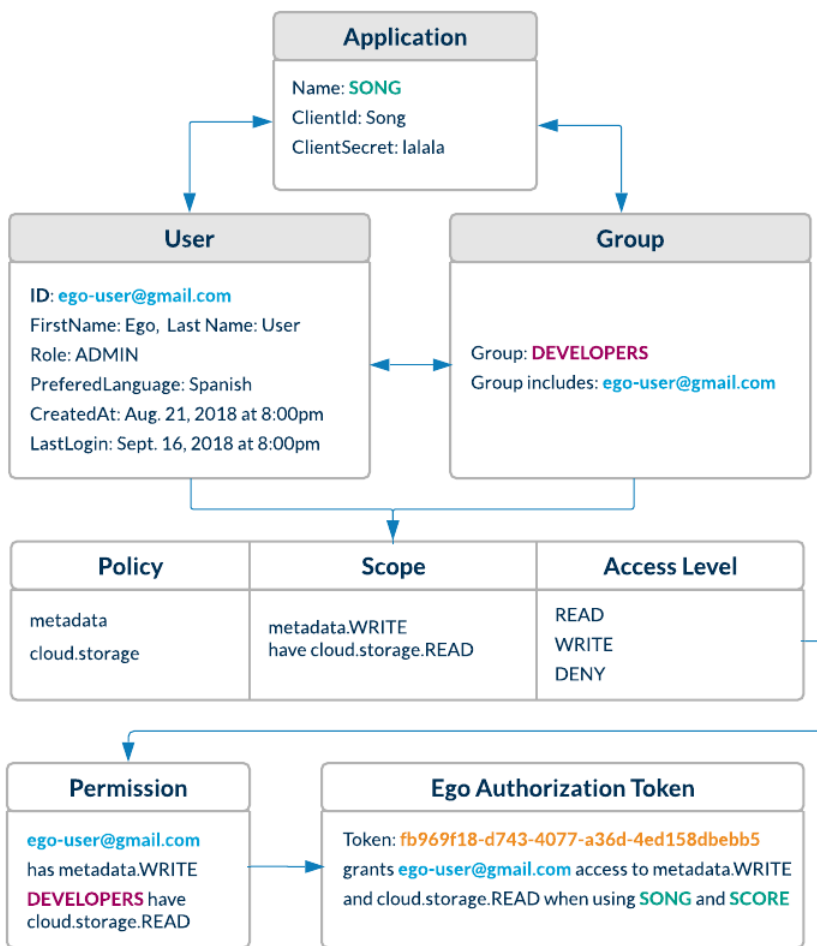 Application
Name: SONG
ClientId: Song
ClientSecret: lalala
User
ID: ego-user@gmail.com
FirstName: Ego, Last Name: User
Role: ADMIN
PreferedLanguage: Spanish
CreatedAt: Aug. 21, 2018 at 8:00pm
LastLogin: Sept. 16, 2018 at 8:00pm
Group
Group: DEVELOPERS
Group includes: ego-user@gmail.com
Policy
metadata
cloud.storage
Scope
metadata.WRITE
have cloud.storage.READ
Access Level
READ
WRITE
DENY
Permission
ego-user@gmail.com
has metadata.WRITE
DEVELOPERS have
cloud.storage.READ
Ego Authorization Token
Token: fb969f18-d743-4077-a36d-4ed158dbebb5
grants ego-user@gmail.com access to metadata.WRITE
and cloud.storage.READ when using SONG and SCORE